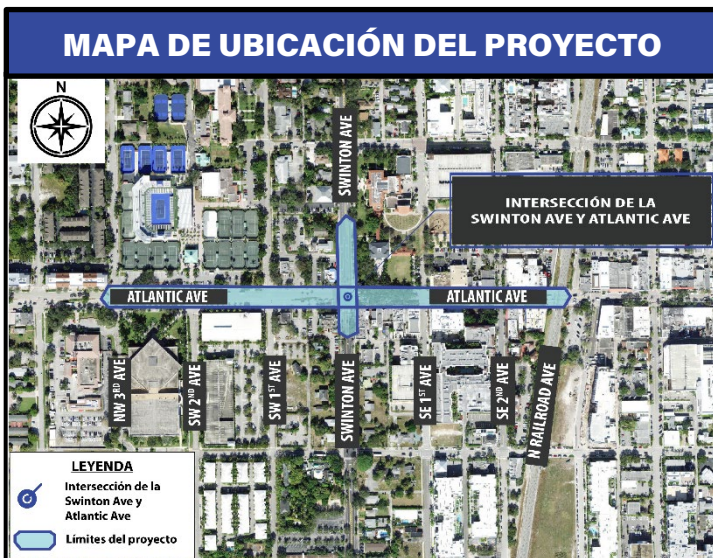 MAPA DE UBICACIÓN DEL PROYECTO
N
SWINTON AVE
INTERSECCIÓN DE LA
SWINTON AVE Y ATLANTIC AVE
ATLANTIC AVE
ATLANTIC AVE
NW 3RD AVE
SW 2ND AVE
SW 1ST AVE
SWINTON AVE
SE 1ST AVE
SE 2ND AVE
N RAILROAD AVE
LEYENDA
Intersección de la
Swinton Ave y
Atlantic Ave
Límites del proyecto